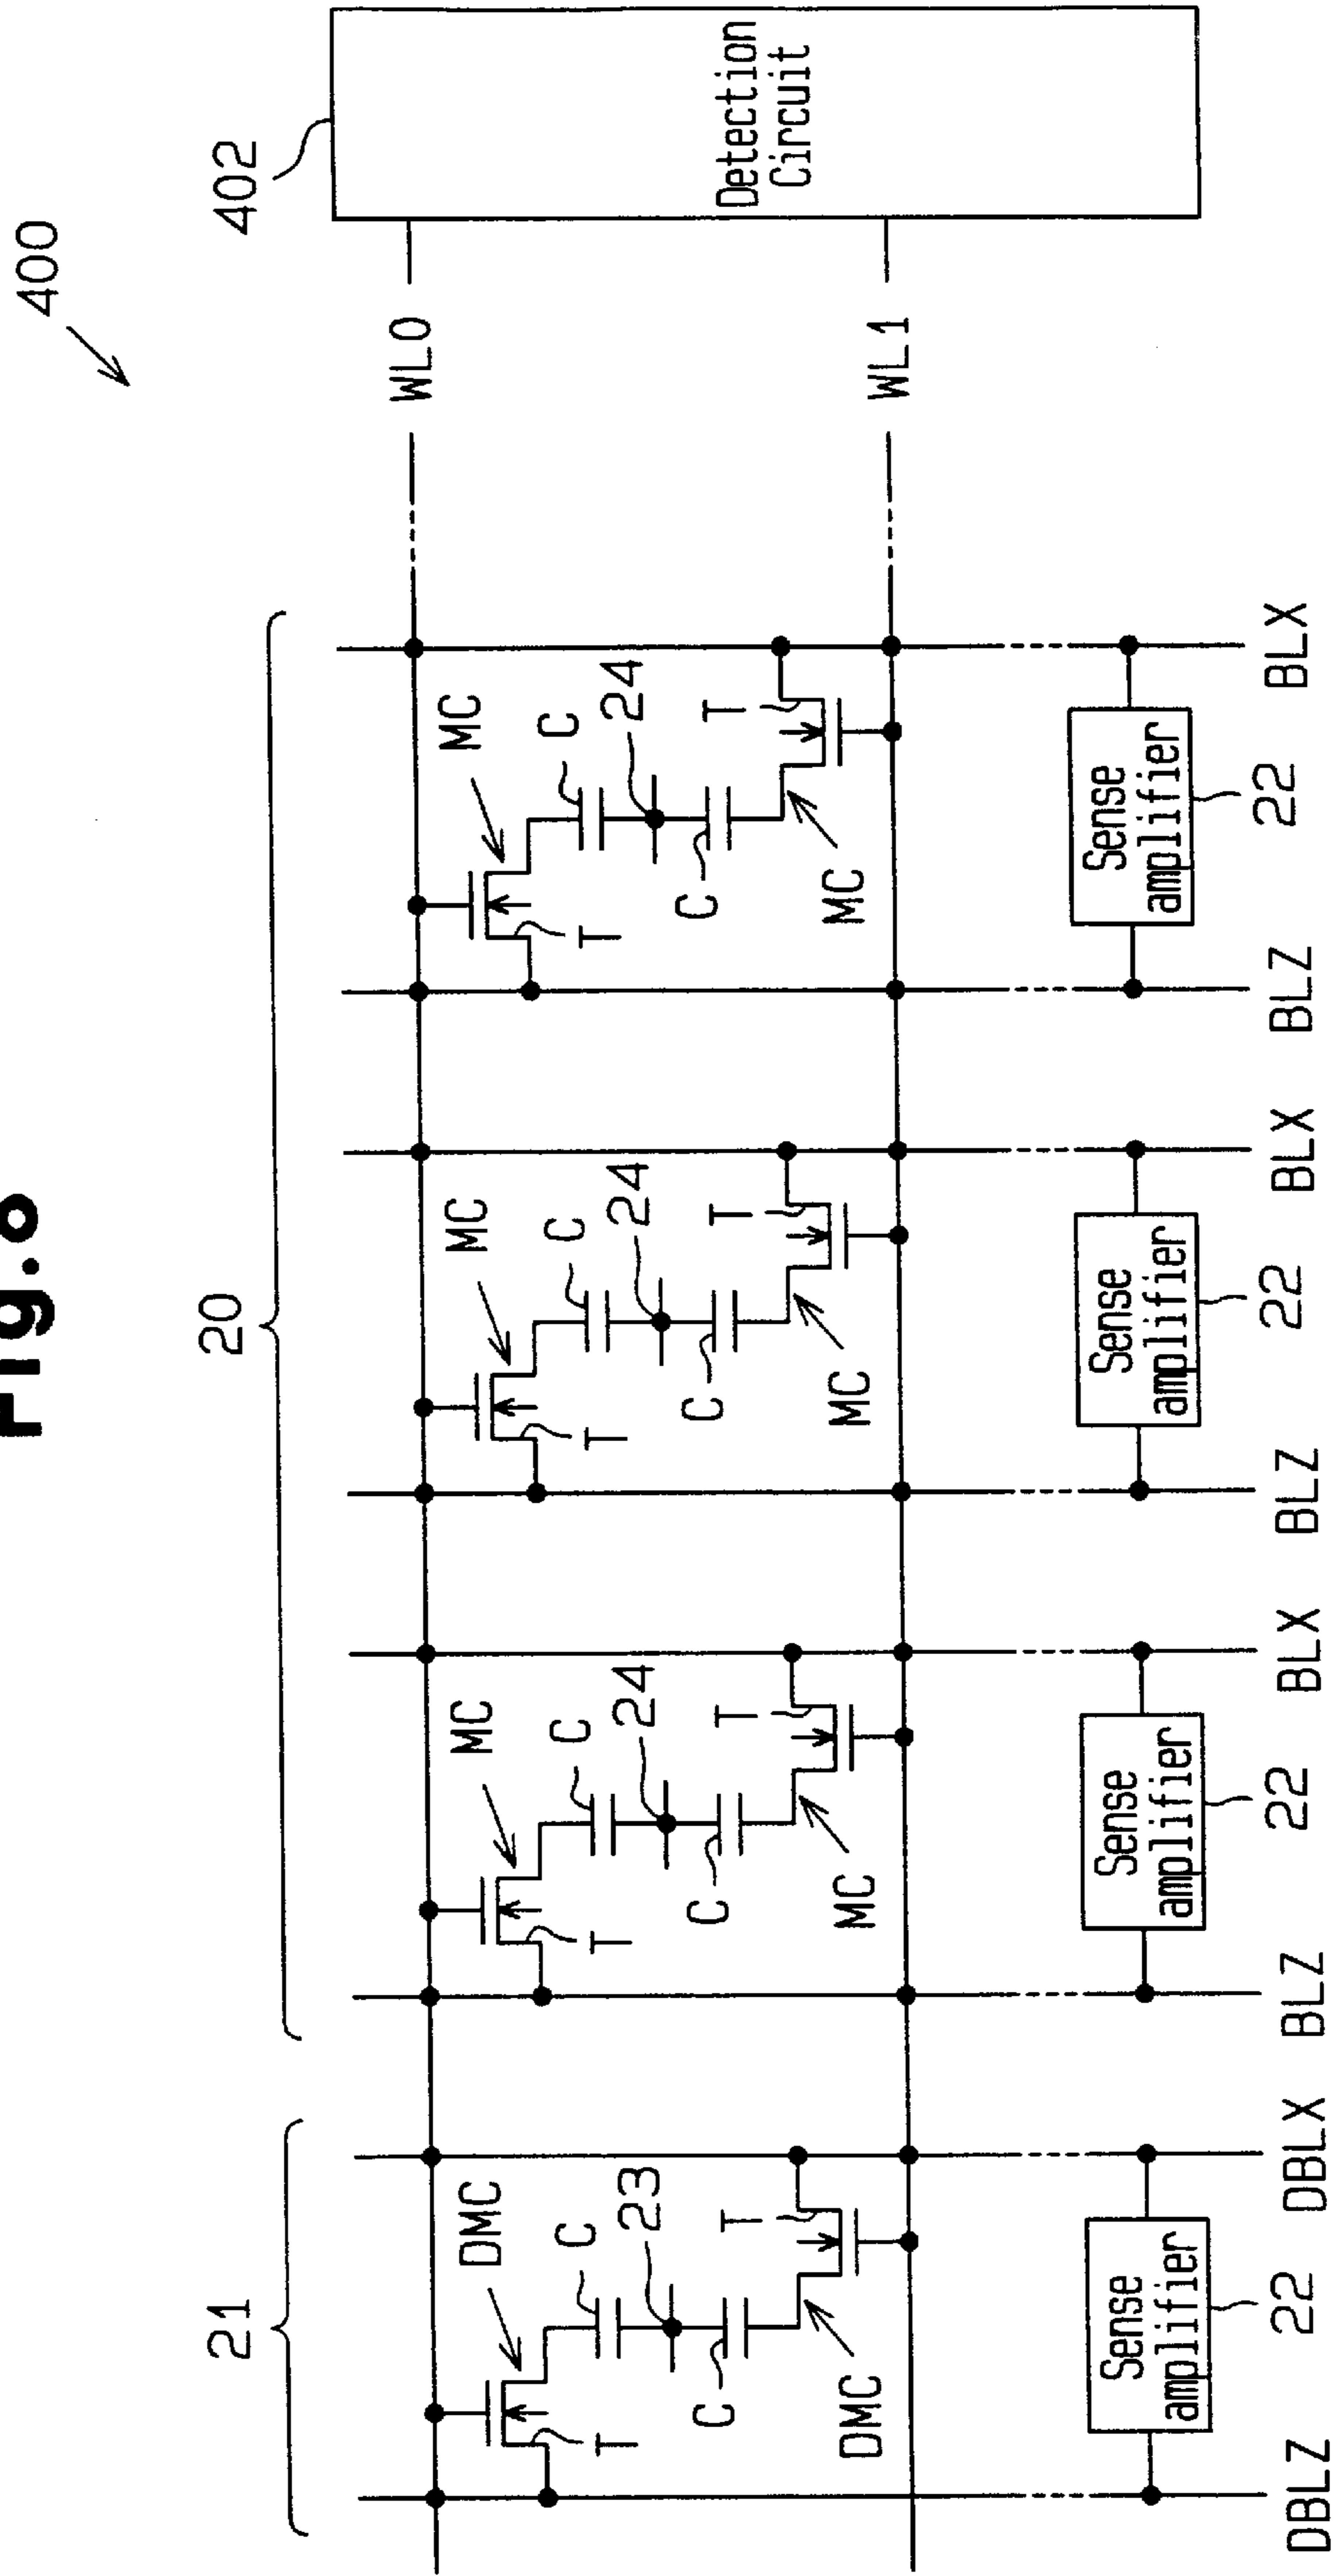 Fig.
400
21
20
402
WL0
DMC
MC
MC
MC
C
C
C
C
T
T
T
T
23
24
24
24
C
C
C
C
T
T
T
T
Detection
Circuit
DMC
MC
MC
MC
WL1
Sense
amplifier
Sense
amplifier
Sense
amplifier
Sense
amplifier
22
22
22
22
DBLZ
DBLX
BLZ
BLX
BLZ
BLX
BLZ
BLX